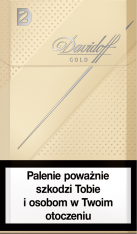 Davidoff
GOLD
Palenie poważnie
szkodzi Tobie
i osobom w Twoim
otoczeniu